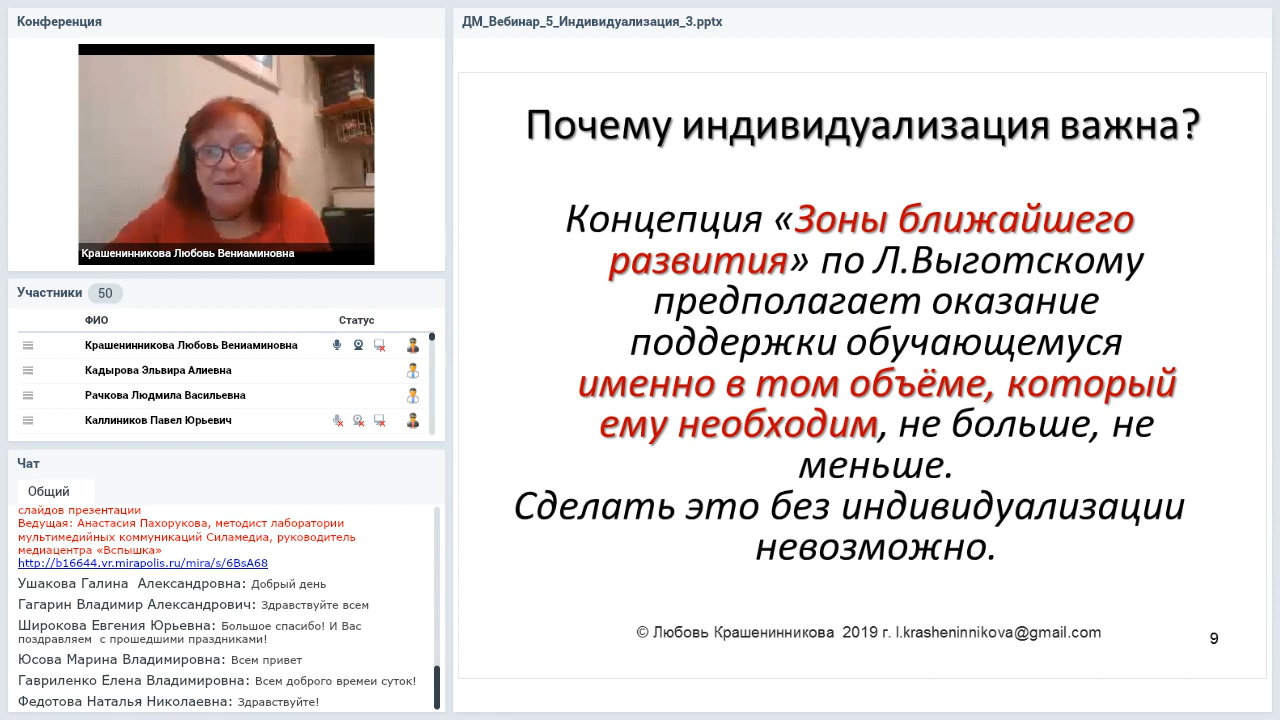 Конференция
Крашенинникова Любовь Вениаминовна
Участники 50
ФИО Статус
Крашенинникова Любовь Вениаминовна
Кадырова Эльвира Алиевна
Рачкова Людмила Васильевна
Каллиников Павел Юрьевич
Чат
Общий
слайдов презентации
Ведущая: Анастасия Пахорукова, методист лаборатории
мультимедийных коммуникаций Силамедиа, руководитель
медиацентра «Вспышка»
http://b16644.vr.mirapolis.ru/mira/s/6BsA68
Ушакова Галина Александровна: Добрый день
Гагарин Владимир Александрович: Здравствуйте всем
Широкова Евгения Юрьевна: Большое спасибо! И Вас
поздравляем с прошедшими праздниками!
Юсова Марина Владимировна: Всем привет
Гавриленко Елена Владимировна: Всем доброго времеи суток!
Федотова Наталья Николаевна: Здравствуйте!
ДМ_Вебинар_5_Индивидуализация_3.pptx
Почему индивидуализация важна?
Концепция «Зоны ближайшего
развития» по Л.Выготскому
предполагает оказание
поддержки обучающемуся
именно в том объёме, который
ему необходим, не больше, не
меньше.
Сделать это без индивидуализации
невозможно.
© Любовь Крашенинникова 2019 г. l.krasheninnikova@gmail.com
9